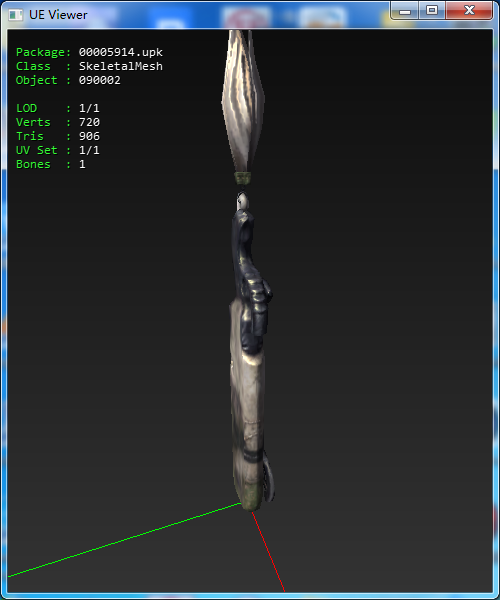 UE Viewer
Package: 00005914.upk
Class : SkeletalMesh
Object : 090002
LOD : 1/1
Verts : 720
Tris : 906
UV Set : 1/1
Bones : 1